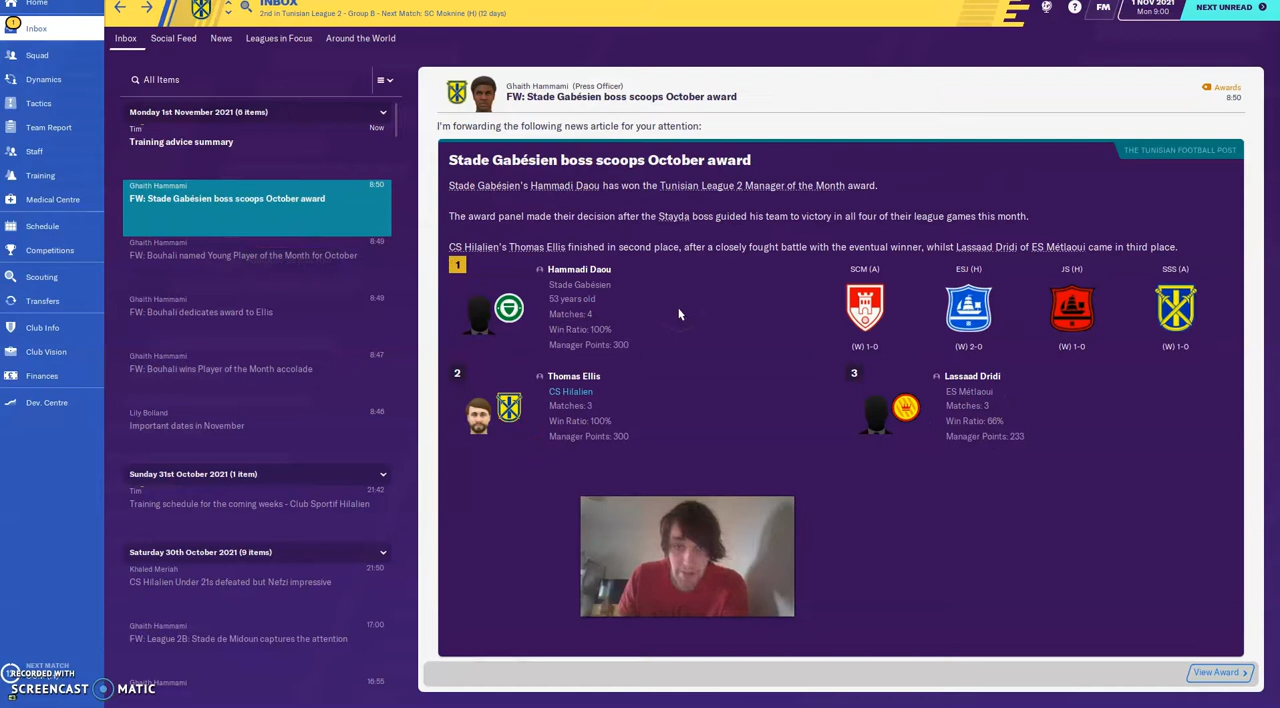 Home
INBOX
2nd in Tunisian League 2 - Group B - Next Match: SC Moknine (H) (12 days)
?
FM
1 NOV 2021
Mon 9:00
NEXT UNREAD
1
Inbox
Squad
Dynamics
Tactics
Team Report
Staff
Training
Medical Centre
Schedule
Competitions
Scouting
Transfers
Club Info
Club Vision
Finances
Dev. Centre
NEXT MATCH
RECORDED WITH
SCREENCAST MATIC
Inbox
Social Feed
News
Leagues in Focus
Around the World
All Items
Monday 1st November 2021 (6 items)
Tim
Now
Training advice summary
Ghaith Hammami
8:50
FW: Stade Gabésien boss scoops October award
Ghaith Hammami
8:49
FW: Bouhali named Young Player of the Month for October
Ghaith Hammami
8:49
FW: Bouhali dedicates award to Ellis
Ghaith Hammami
8:47
FW: Bouhali wins Player of the Month accolade
Lily Bolland
8:46
Important dates in November
Sunday 31st October 2021 (1 item)
Tim
21:42
Training schedule for the coming weeks - Club Sportif Hilalien
Saturday 30th October 2021 (9 items)
Khaled Meriah
21:50
CS Hilalien Under 21s defeated but Nefzi impressive
Ghaith Hammami
17:00
FW: League 2B: Stade de Midoun captures the attention
Ghaith Hammami
16:55
Ghaith Hammami (Press Officer)
FW: Stade Gabésien boss scoops October award
Awards
8:50
I'm forwarding the following news article for your attention:
THE TUNISIAN FOOTBALL POST
Stade Gabésien boss scoops October award
Stade Gabésien's Hammadi Daou has won the Tunisian League 2 Manager of the Month award.
The award panel made their decision after the Stayda boss guided his team to victory in all four of their league games this month.
CS Hilalien's Thomas Ellis finished in second place, after a closely fought battle with the eventual winner, whilst Lassaad Dridi of ES Métlaoui came in third place.
1
Hammadi Daou
Stade Gabésien
53 years old
Matches: 4
Win Ratio: 100%
Manager Points: 300
SCM (A)
ESJ (H)
JS (H)
SSS (A)
(W) 1-0
(W) 2-0
(W) 1-0
(W) 1-0
2
Thomas Ellis
CS Hilalien
Matches: 3
Win Ratio: 100%
Manager Points: 300
3
Lassaad Dridi
ES Métlaoui
Matches: 3
Win Ratio: 66%
Manager Points: 233
View Award